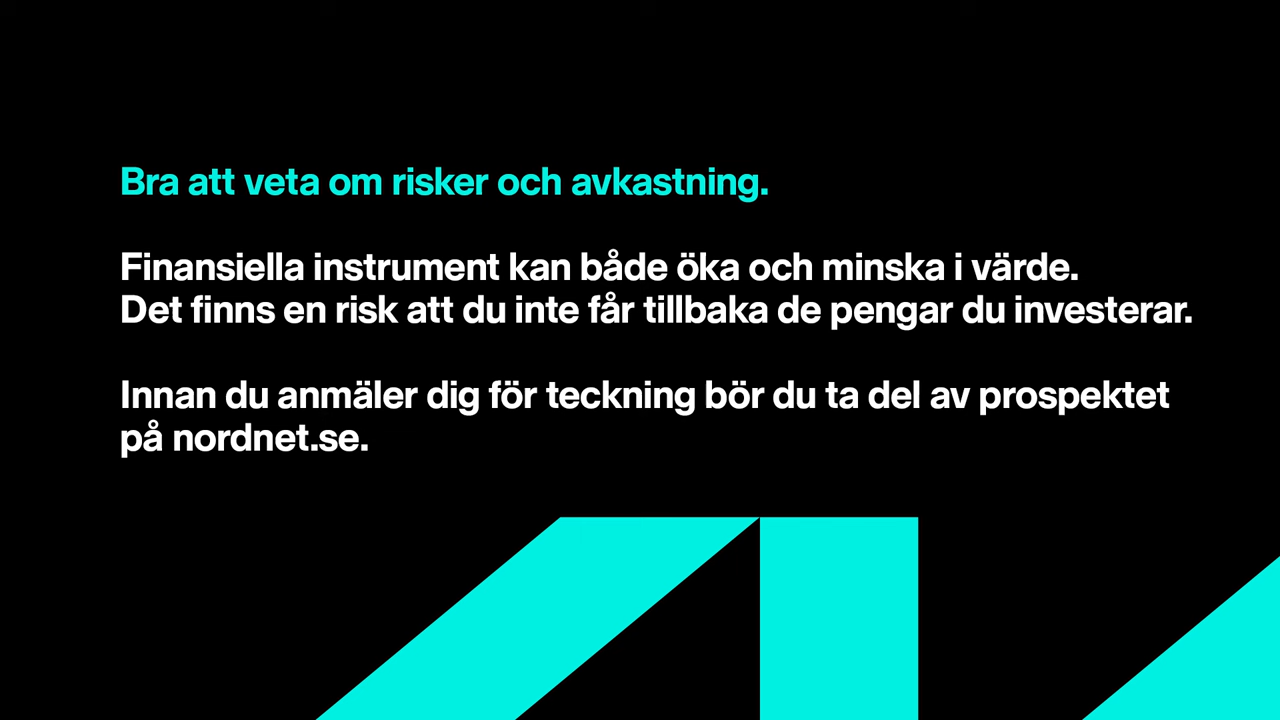 Bra att veta om risker och avkastning.
Finansiella instrument kan både öka och minska i värde.
Det finns en risk att du inte får tillbaka de pengar du investerar.
Innan du anmäler dig för teckning bör du ta del av prospektet
på nordnet.se.